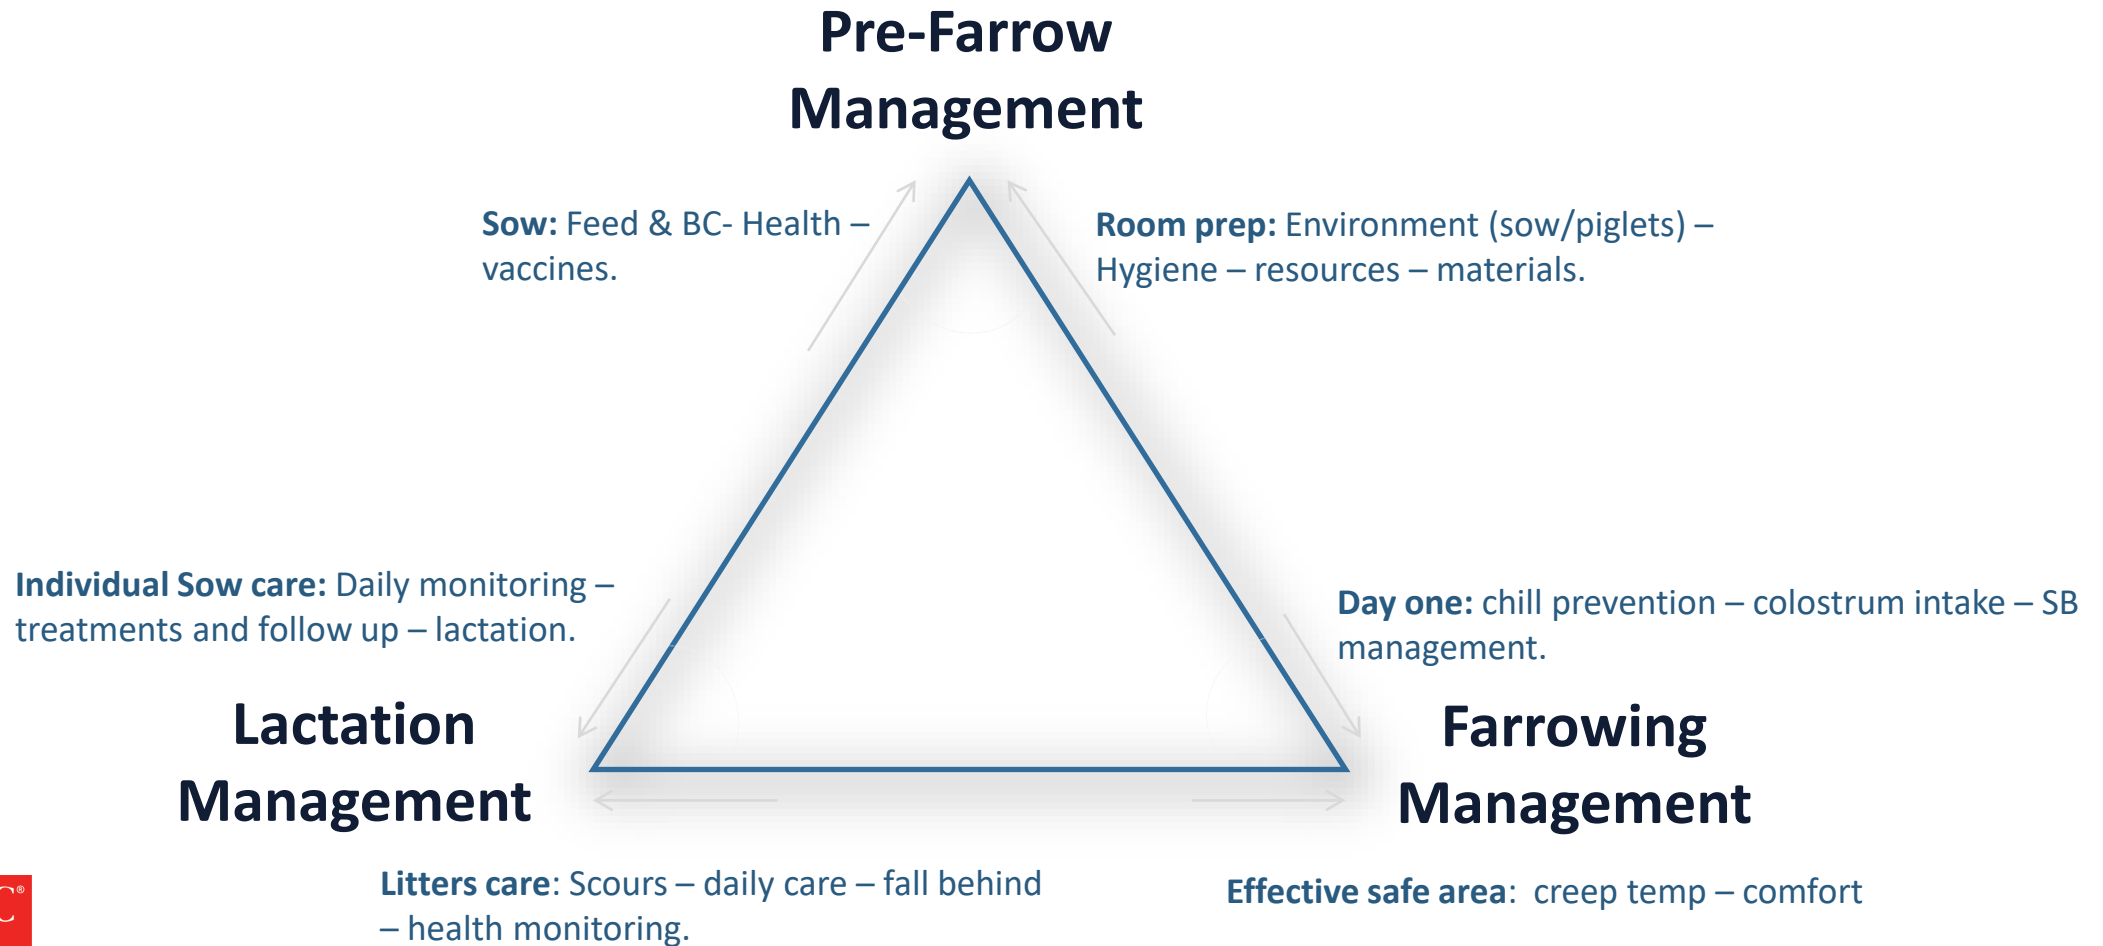 Pre-Farrow
Management
Sow: Feed & BC- Health –
vaccines.
Room prep: Environment (sow/piglets) –
Hygiene – resources – materials.
Individual Sow care: Daily monitoring –
treatments and follow up – lactation.
Day one: chill prevention – colostrum intake – SB
management.
Lactation
Management
Farrowing
Management
Litters care: Scours – daily care – fall behind
– health monitoring.
Effective safe area: creep temp – comfort
C®